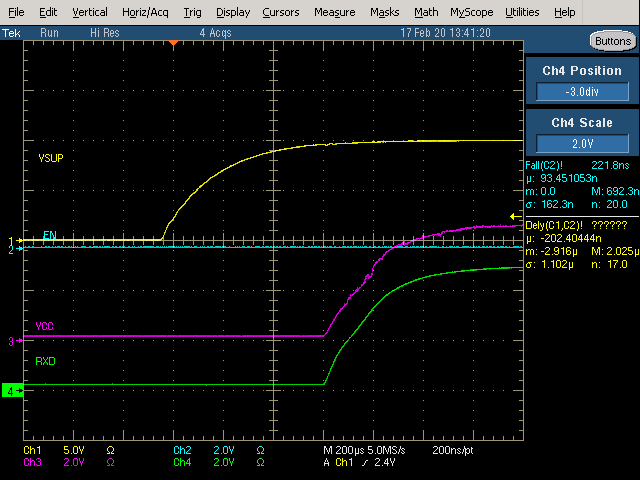 File Edit Vertical Horiz/Acq Trig Display Cursors Measure Masks Math MyScope Utilities Help
Tek Run Hi Res 4 Acqs 17 Feb 20 13:41:20
Buttons
Ch4 Position
-3.0div
Ch4 Scale
2.0V
Fall(C2)! 221.8ns
µ: 93.451053n
m: 0.0 M: 692.3n
σ: 162.3n n: 20.0
Dely(C1,C2)! ??????
µ: -202.40444n
m: -2.916µ M: 2.025µ
σ: 1.102µ n: 17.0
VSUP
EN
1
2
VCC
3
RXD
4
Ch1 5.0V Ω Ch2 2.0V Ω M 200µs 5.0MS/s 200ns/pt
Ch3 2.0V Ω Ch4 2.0V Ω A Ch1 ∕ 2.4V